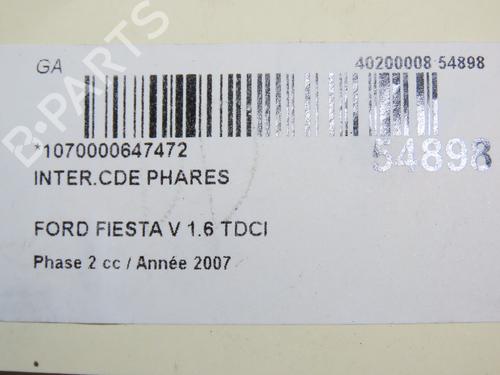 GA
40200008 54898
*1070000647472
54898
INTER.CDE PHARES
FORD FIESTA V 1.6 TDCI
Phase 2 cc / Année 2007
B-PARTS